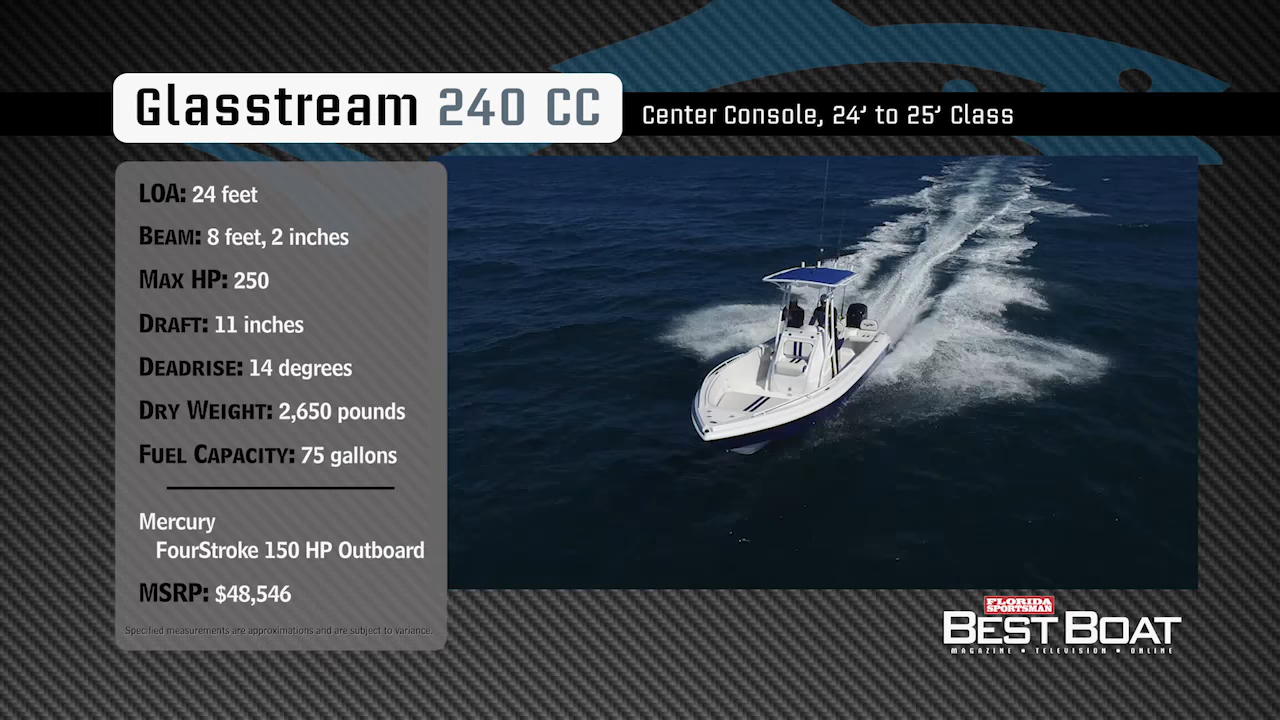 Glasstream 240 CC
Center Console, 24' to 25' Class
LOA: 24 feet
BEAM: 8 feet, 2 inches
MAX HP: 250
DRAFT: 11 inches
DEADRISE: 14 degrees
DRY WEIGHT: 2,650 pounds
FUEL CAPACITY: 75 gallons
Mercury
FourStroke 150 HP Outboard
MSRP: $48,546
Specified measurements are approximations and are subject to variance.
FLORIDA
SPORTSMAN
BEST BOAT
MAGAZINE • TELEVISION • ONLINE